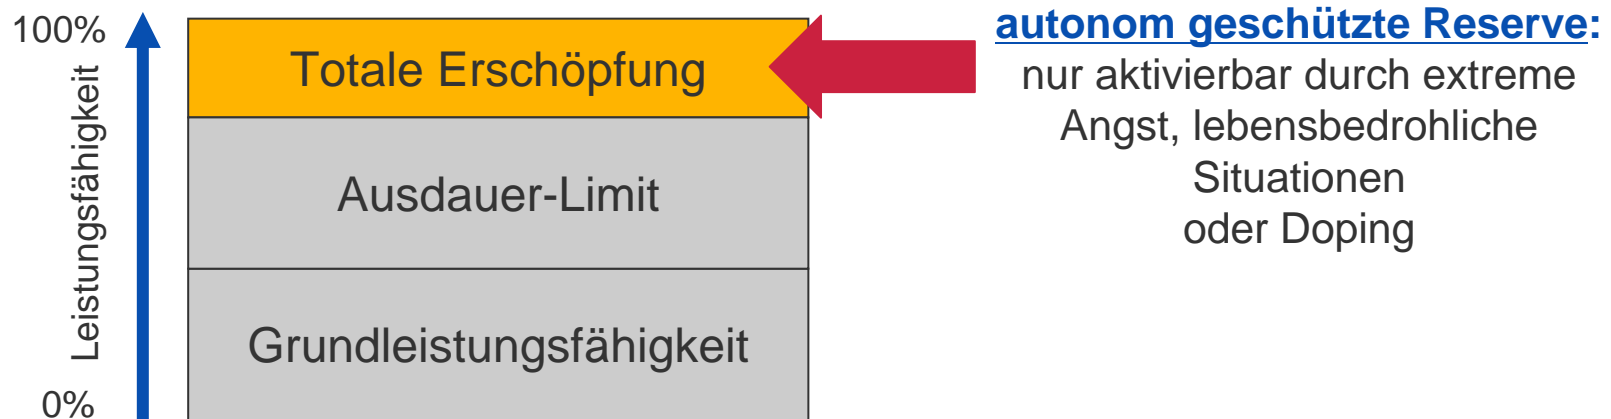 100%
Leistungsfähigkeit
0%
Totale Erschöpfung
Ausdauer-Limit
Grundleistungsfähigkeit
autonom geschützte Reserve:
nur aktivierbar durch extreme
Angst, lebensbedrohliche
Situationen
oder Doping